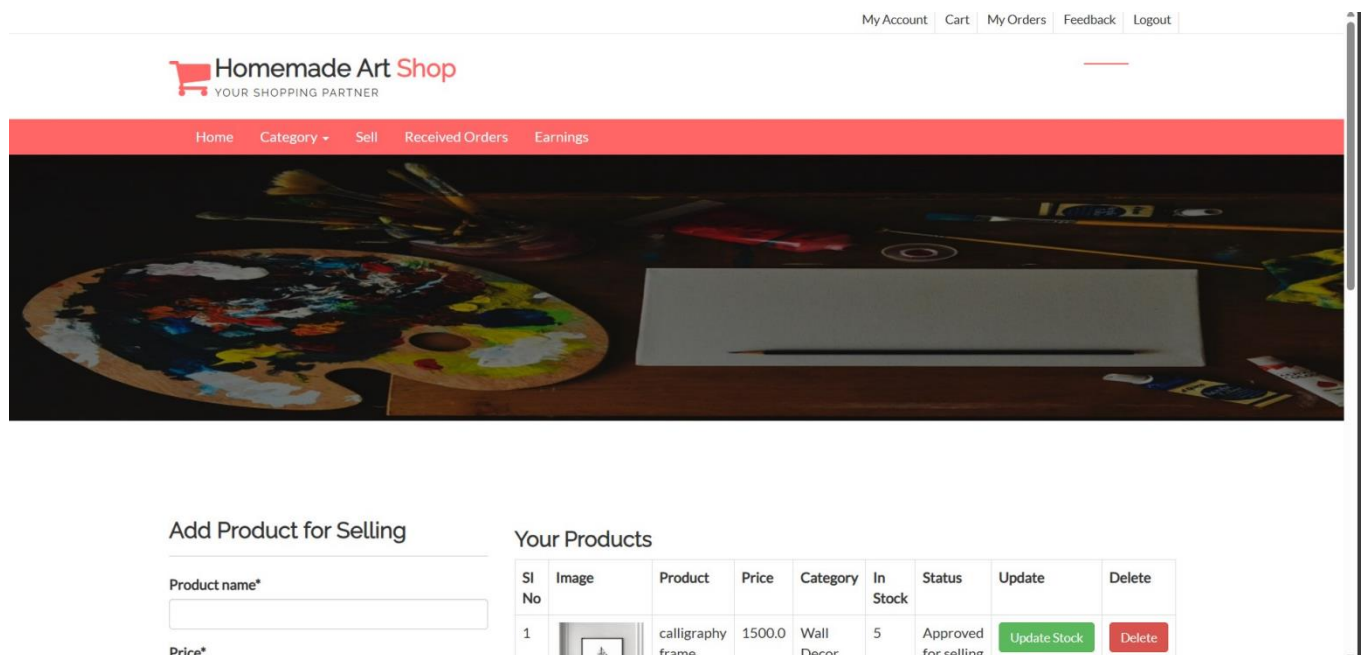 My Account Cart My Orders Feedback Logout
Homemade Art Shop
YOUR SHOPPING PARTNER
Home Category Sell Received Orders Earnings
Add Product for Selling
Product name*
Price*
Your Products
Sl No Image Product Price Category In Stock Status Update Delete
1 calligraphy frame 1500.0 Wall Decor 5 Approved for selling Update Stock Delete